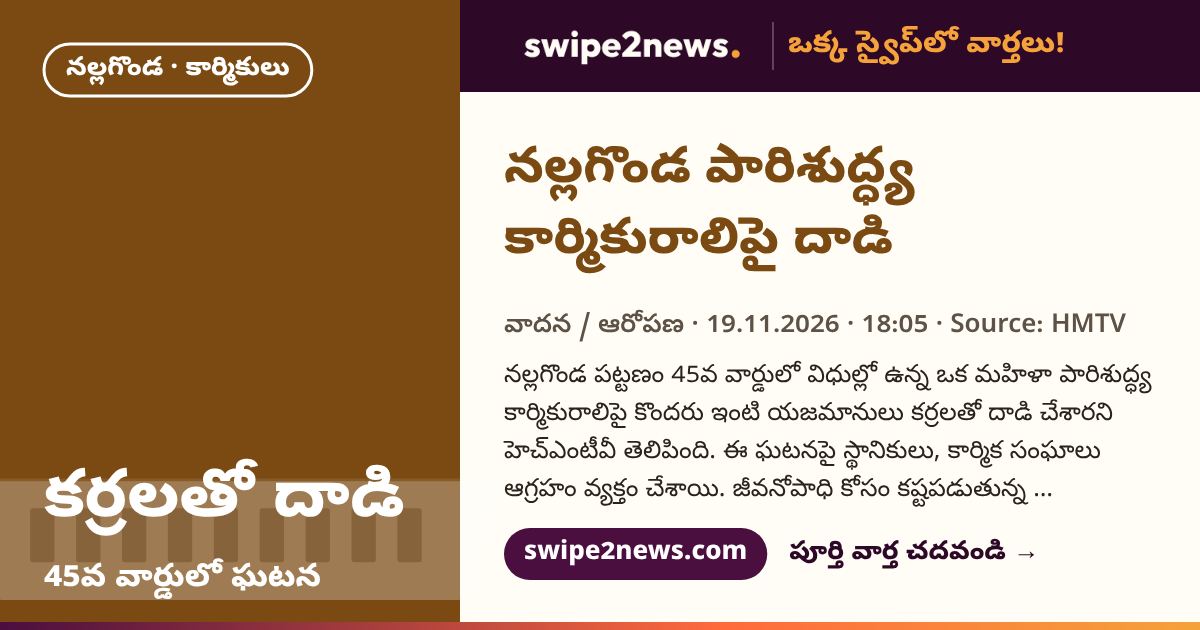 నల్లగొండ · కార్మికులు
కర్రలతో దాడి
45వ వార్డులో ఘటన
swipe2news.
ఒక్క స్వైప్‌లో వార్తలు!
నల్లగొండ పారిశుద్ధ్య
కార్మికురాలిపై దాడి
వాదన / ఆరోపణ · 19.11.2026 · 18:05 · Source: HMTV
నల్లగొండ పట్టణం 45వ వార్డులో విధుల్లో ఉన్న ఒక మహిళా పారిశుద్ధ్య
కార్మికురాలిపై కొందరు ఇంటి యజమానులు కర్రలతో దాడి చేశారని
హెచ్ఎంటీవీ తెలిపింది. ఈ ఘటనపై స్థానికులు, కార్మిక సంఘాలు
ఆగ్రహం వ్యక్తం చేశాయి. జీవనోపాధి కోసం కష్టపడుతున్న ...
swipe2news.com
పూర్తి వార్త చదవండి →